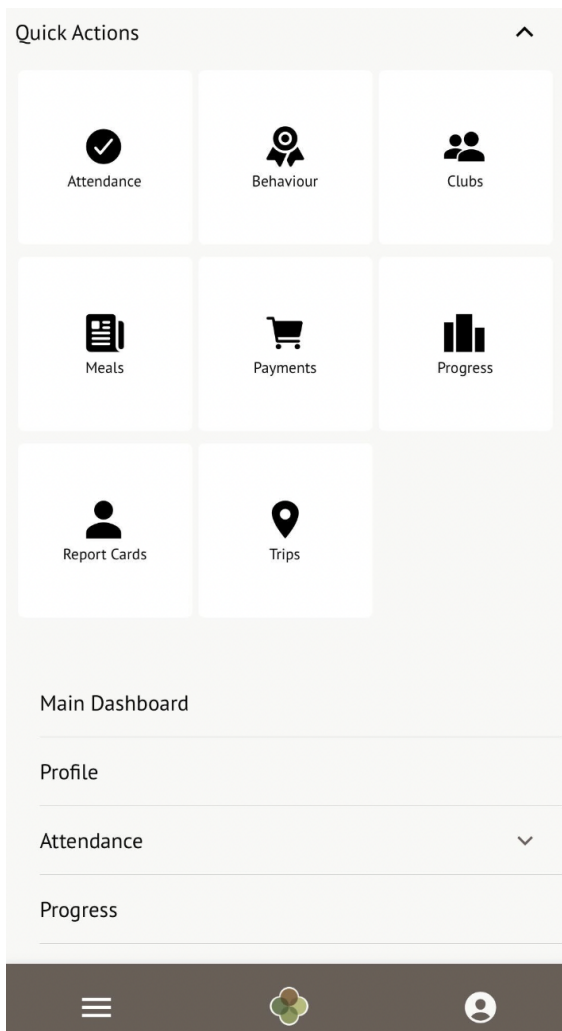 Quick Actions
Attendance
Behaviour
Clubs
Meals
Payments
Progress
Report Cards
Trips
Main Dashboard
Profile
Attendance
Progress